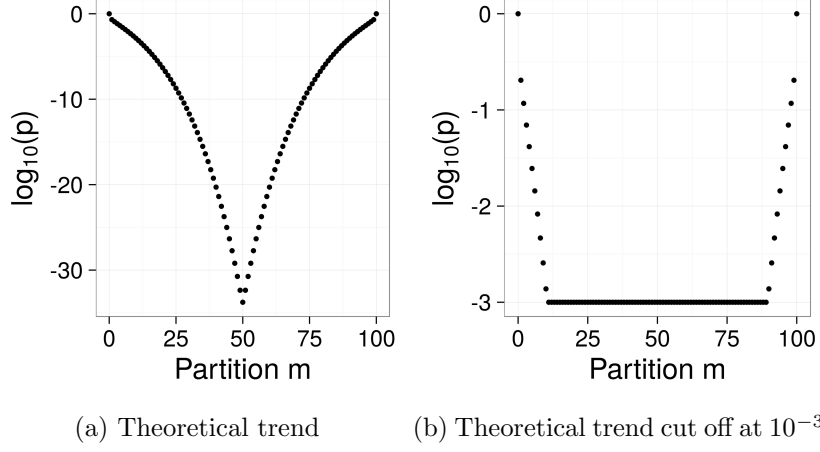 0
-10
-20
-30
log10(p)
0 25 50 75 100
Partition m
(a) Theoretical trend
0
-1
-2
-3
log10(p)
0 25 50 75 100
Partition m
(b) Theoretical trend cut off at 10−3